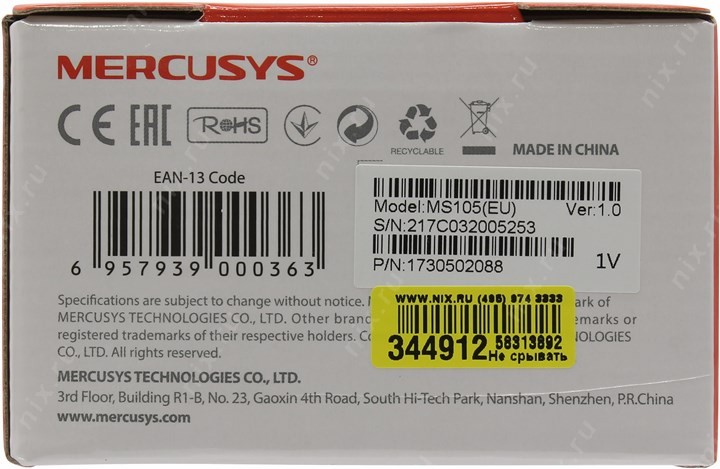 MERCUSYS®
CE EAC RoHS
RECYCLABLE
MADE IN CHINA
EAN-13 Code
6 957939 000363
Model:MS105(EU) Ver:1.0
S/N:217C032005253
P/N:1730502088 1V
Specifications are subject to change without notice. ark of
MERCUSYS TECHNOLOGIES CO., LTD. Other brand emarks or
registered trademarks of their respective holders. OGIES
CO., LTD. All rights reserved.
WWW.NIX.RU (495) 974 3333
344912 58313892
Не срывать
MERCUSYS TECHNOLOGIES CO., LTD.
3rd Floor, Building R1-B, No. 23, Gaoxin 4th Road, South Hi-Tech Park, Nanshan, Shenzhen, P.R.China
www.mercusys.com
nix.ru